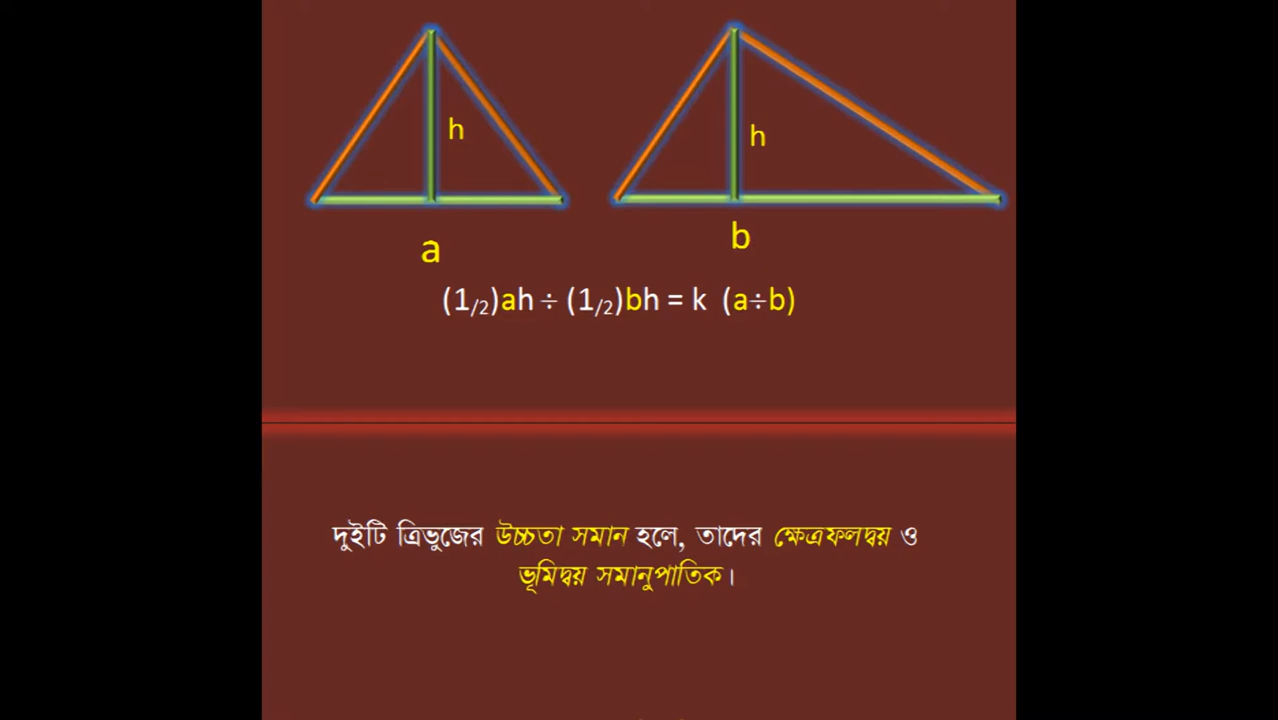 h h
a b
(1/2)ah ÷ (1/2)bh = k (a÷b)
দুইটি ত্রিভুজের উচ্চতা সমান হলে, তাদের ক্ষেত্রফলদ্বয় ও
ভূমিদ্বয় সমানুপাতিক।